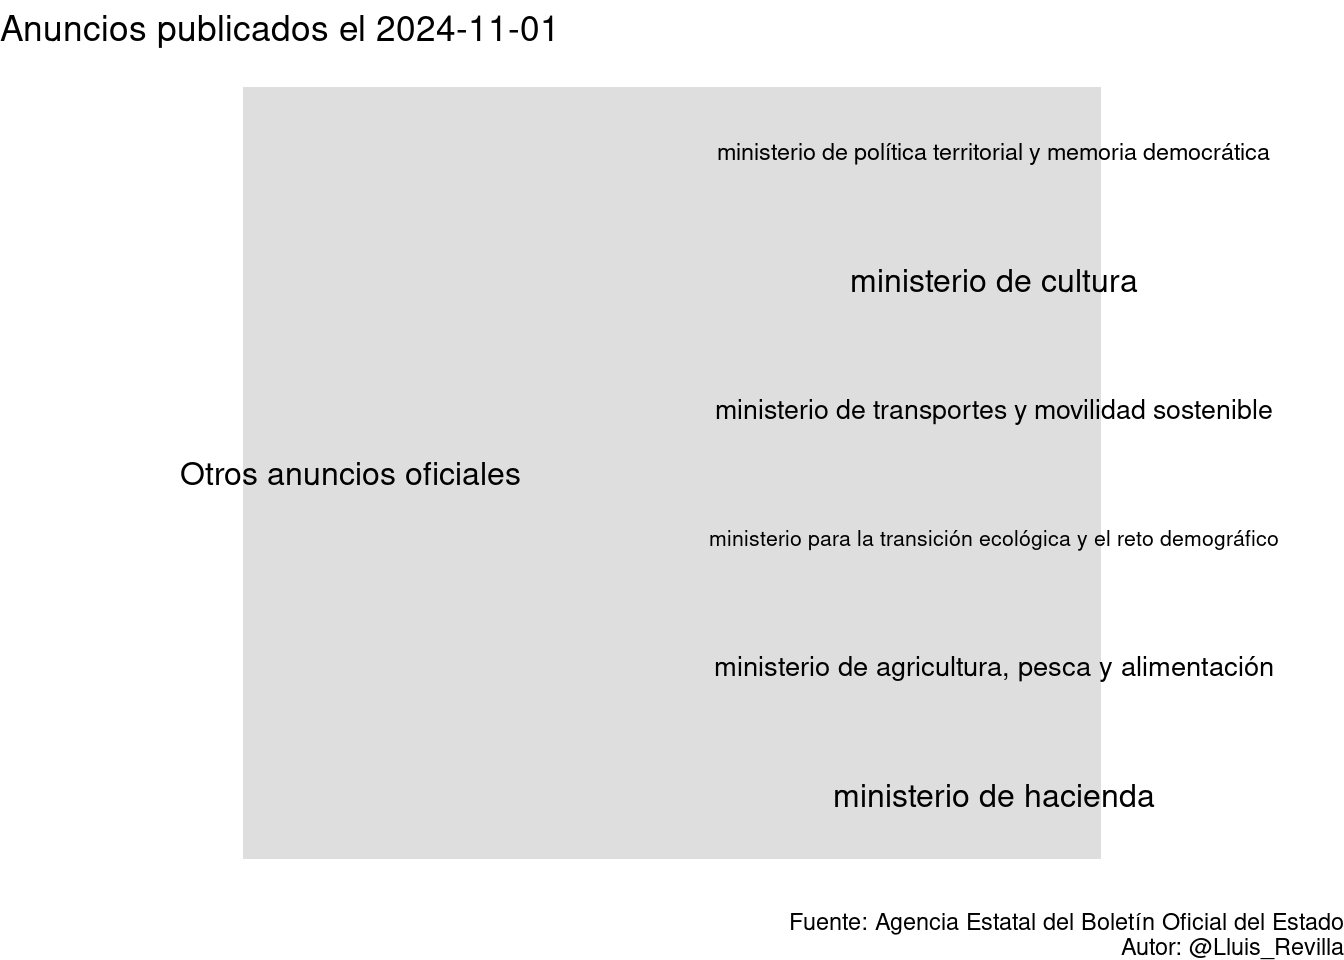 Anuncios publicados el 2024-11-01
ministerio de política territorial y memoria democrática
ministerio de cultura
ministerio de transportes y movilidad sostenible
Otros anuncios oficiales
ministerio para la transición ecológica y el reto demográfico
ministerio de agricultura, pesca y alimentación
ministerio de hacienda
Fuente: Agencia Estatal del Boletín Oficial del Estado
Autor: @Lluis_Revilla